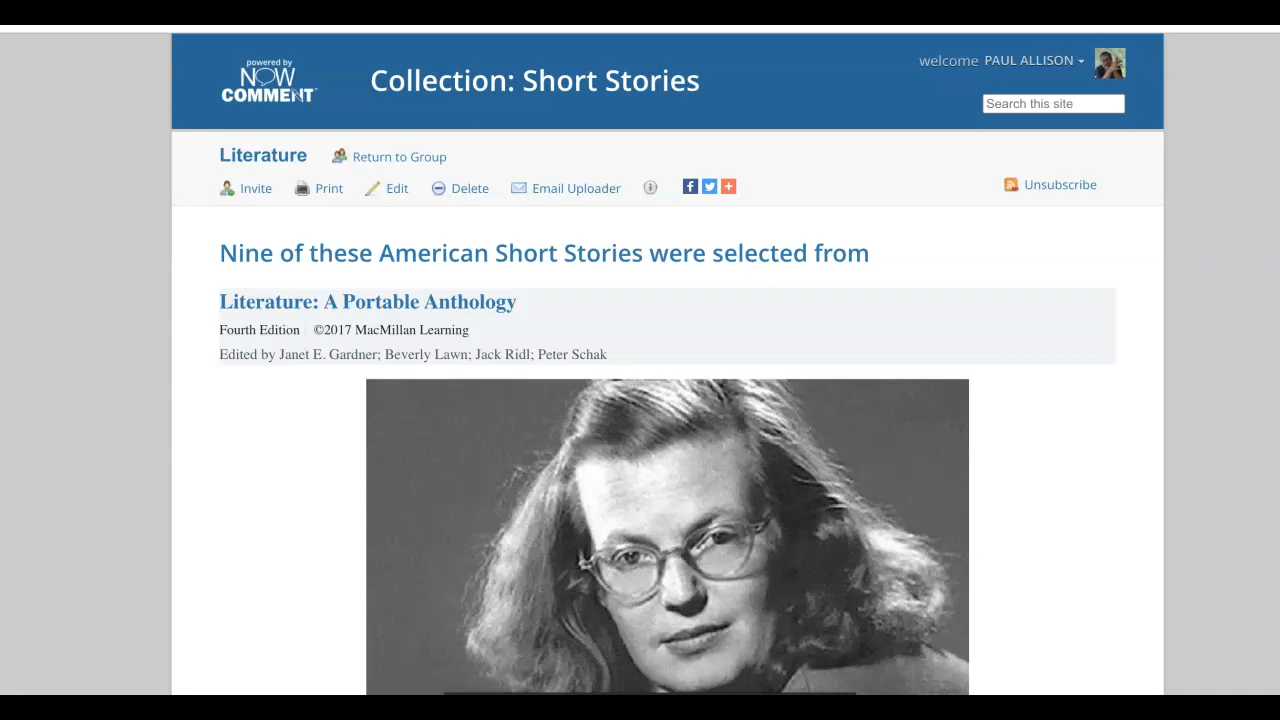 powered by
NOW
COMMENT
Collection: Short Stories
welcome PAUL ALLISON
Search this site
Literature Return to Group
Invite Print Edit Delete Email Uploader Unsubscribe
Nine of these American Short Stories were selected from
Literature: A Portable Anthology
Fourth Edition ©2017 MacMillan Learning
Edited by Janet E. Gardner; Beverly Lawn; Jack Ridl; Peter Schak